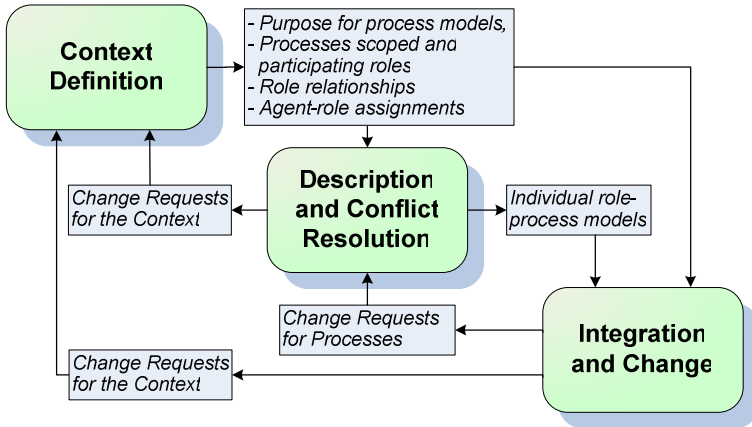 Context
Definition
- Purpose for process models,
- Processes scoped and
participating roles
- Role relationships
- Agent-role assignments
Change Requests
for the Context
Description
and Conflict
Resolution
Individual role-
process models
Change Requests
for Processes
Integration
and Change
Change Requests
for the Context